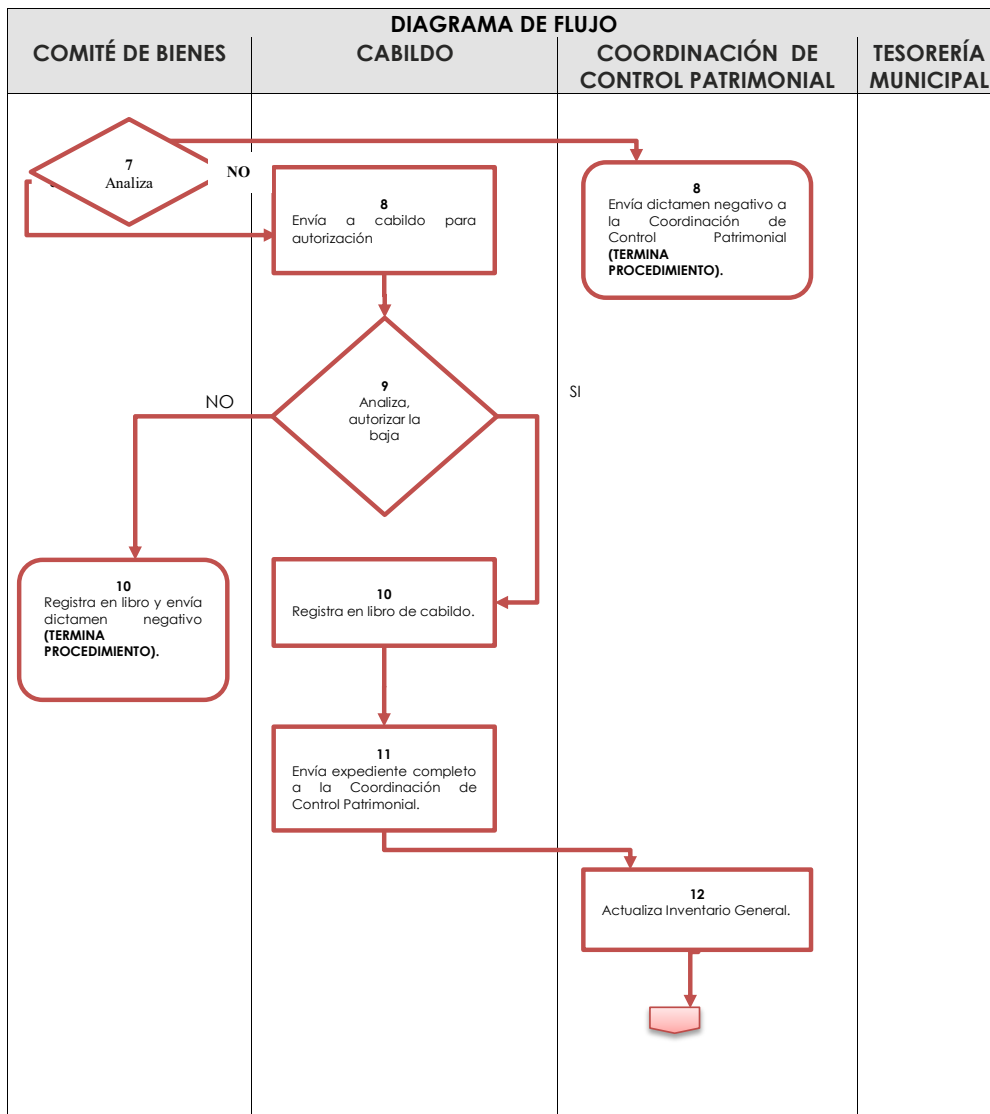 DIAGRAMA DE FLUJO
COMITÉ DE BIENES
CABILDO
COORDINACIÓN DE
CONTROL PATRIMONIAL
TESORERÍA
MUNICIPAL
7
Analiza
NO
8
Envía a cabildo para
autorización
8
Envía dictamen negativo a
la Coordinación de
Control Patrimonial
(TERMINA
PROCEDIMIENTO).
9
Analiza,
autorizar la
baja
NO
SI
10
Registra en libro y envía
dictamen negativo
(TERMINA
PROCEDIMIENTO).
10
Registra en libro de cabildo.
11
Envía expediente completo
a la Coordinación de
Control Patrimonial.
12
Actualiza Inventario General.